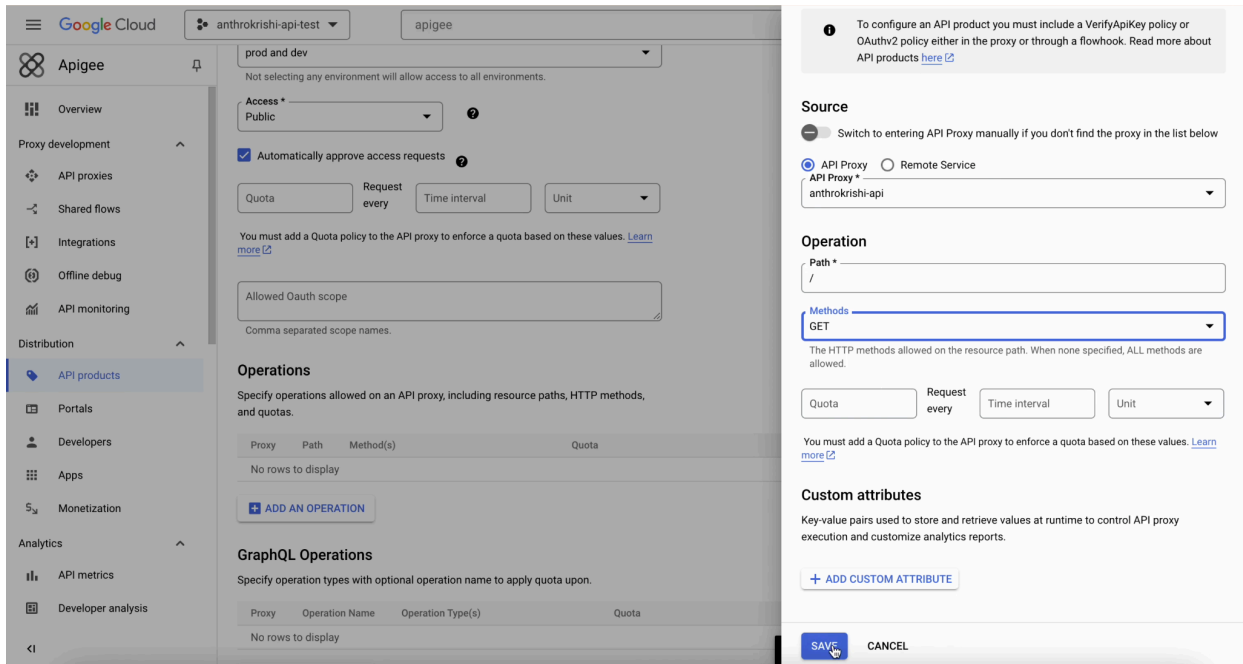 Google Cloud
anthrokrishi-api-test
apigee
Apigee
Overview
Proxy development
API proxies
Shared flows
Integrations
Offline debug
API monitoring
Distribution
API products
Portals
Developers
Apps
Monetization
Analytics
API metrics
Developer analysis
prod and dev
Not selecting any environment will allow access to all environments.
Access *
Public
Automatically approve access requests
Quota
Request
every
Time interval
Unit
You must add a Quota policy to the API proxy to enforce a quota based on these values. Learn
more
Allowed Oauth scope
Comma separated scope names.
Operations
Specify operations allowed on an API proxy, including resource paths, HTTP methods,
and quotas.
Proxy Path Method(s) Quota
No rows to display
ADD AN OPERATION
GraphQL Operations
Specify operation types with optional operation name to apply quota upon.
Proxy Operation Name Operation Type(s) Quota
No rows to display
To configure an API product you must include a VerifyApiKey policy or
OAuthv2 policy either in the proxy or through a flowhook. Read more about
API products here
Source
Switch to entering API Proxy manually if you don't find the proxy in the list below
API Proxy Remote Service
API Proxy *
anthrokrishi-api
Operation
Path *
/
Methods
GET
The HTTP methods allowed on the resource path. When none specified, ALL methods are
allowed.
Quota
Request
every
Time interval
Unit
You must add a Quota policy to the API proxy to enforce a quota based on these values. Learn
more
Custom attributes
Key-value pairs used to store and retrieve values at runtime to control API proxy
execution and customize analytics reports.
+ ADD CUSTOM ATTRIBUTE
SAVE CANCEL